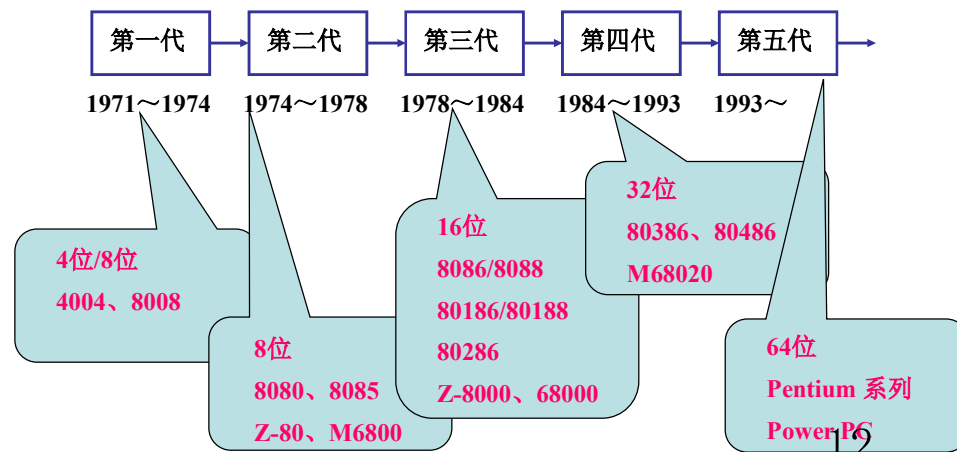 第一代
第二代
第三代
第四代
第五代
1971～1974
1974～1978
1978～1984
1984～1993
1993～
4位/8位
4004、8008
8位
8080、8085
Z-80、M6800
16位
8086/8088
80186/80188
80286
Z-8000、68000
32位
80386、80486
M68020
64位
Pentium 系列
Power PC
12